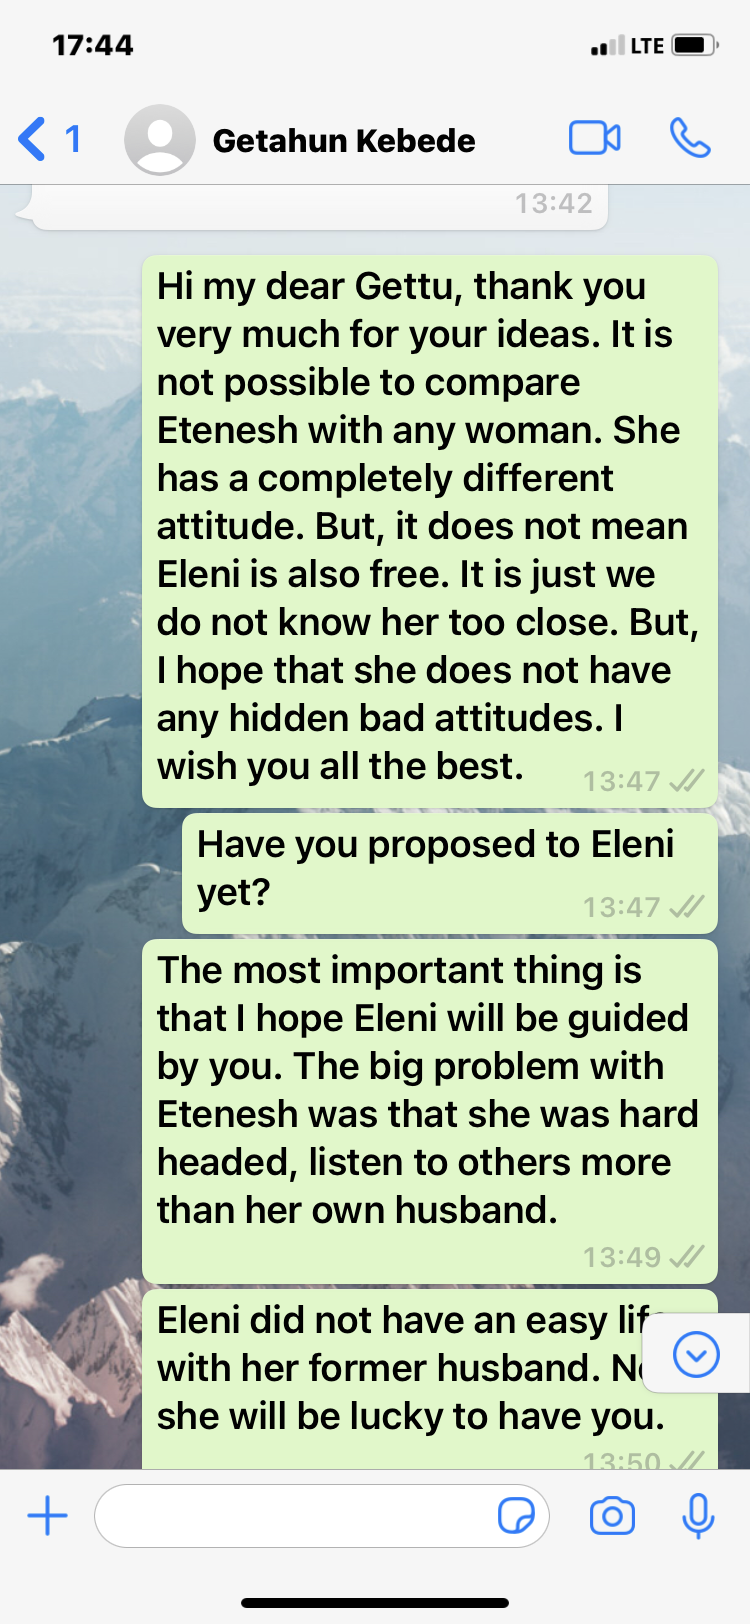 17:44
LTE
1
Getahun Kebede
13:42
Hi my dear Gettu, thank you
very much for your ideas. It is
not possible to compare
Etenesh with any woman. She
has a completely different
attitude. But, it does not mean
Eleni is also free. It is just we
do not know her too close. But,
I hope that she does not have
any hidden bad attitudes. I
wish you all the best.
13:47
Have you proposed to Eleni
yet?
13:47
The most important thing is
that I hope Eleni will be guided
by you. The big problem with
Etenesh was that she was hard
headed, listen to others more
than her own husband.
13:49
Eleni did not have an easy
with her former husband.
she will be lucky to have you.
13:50